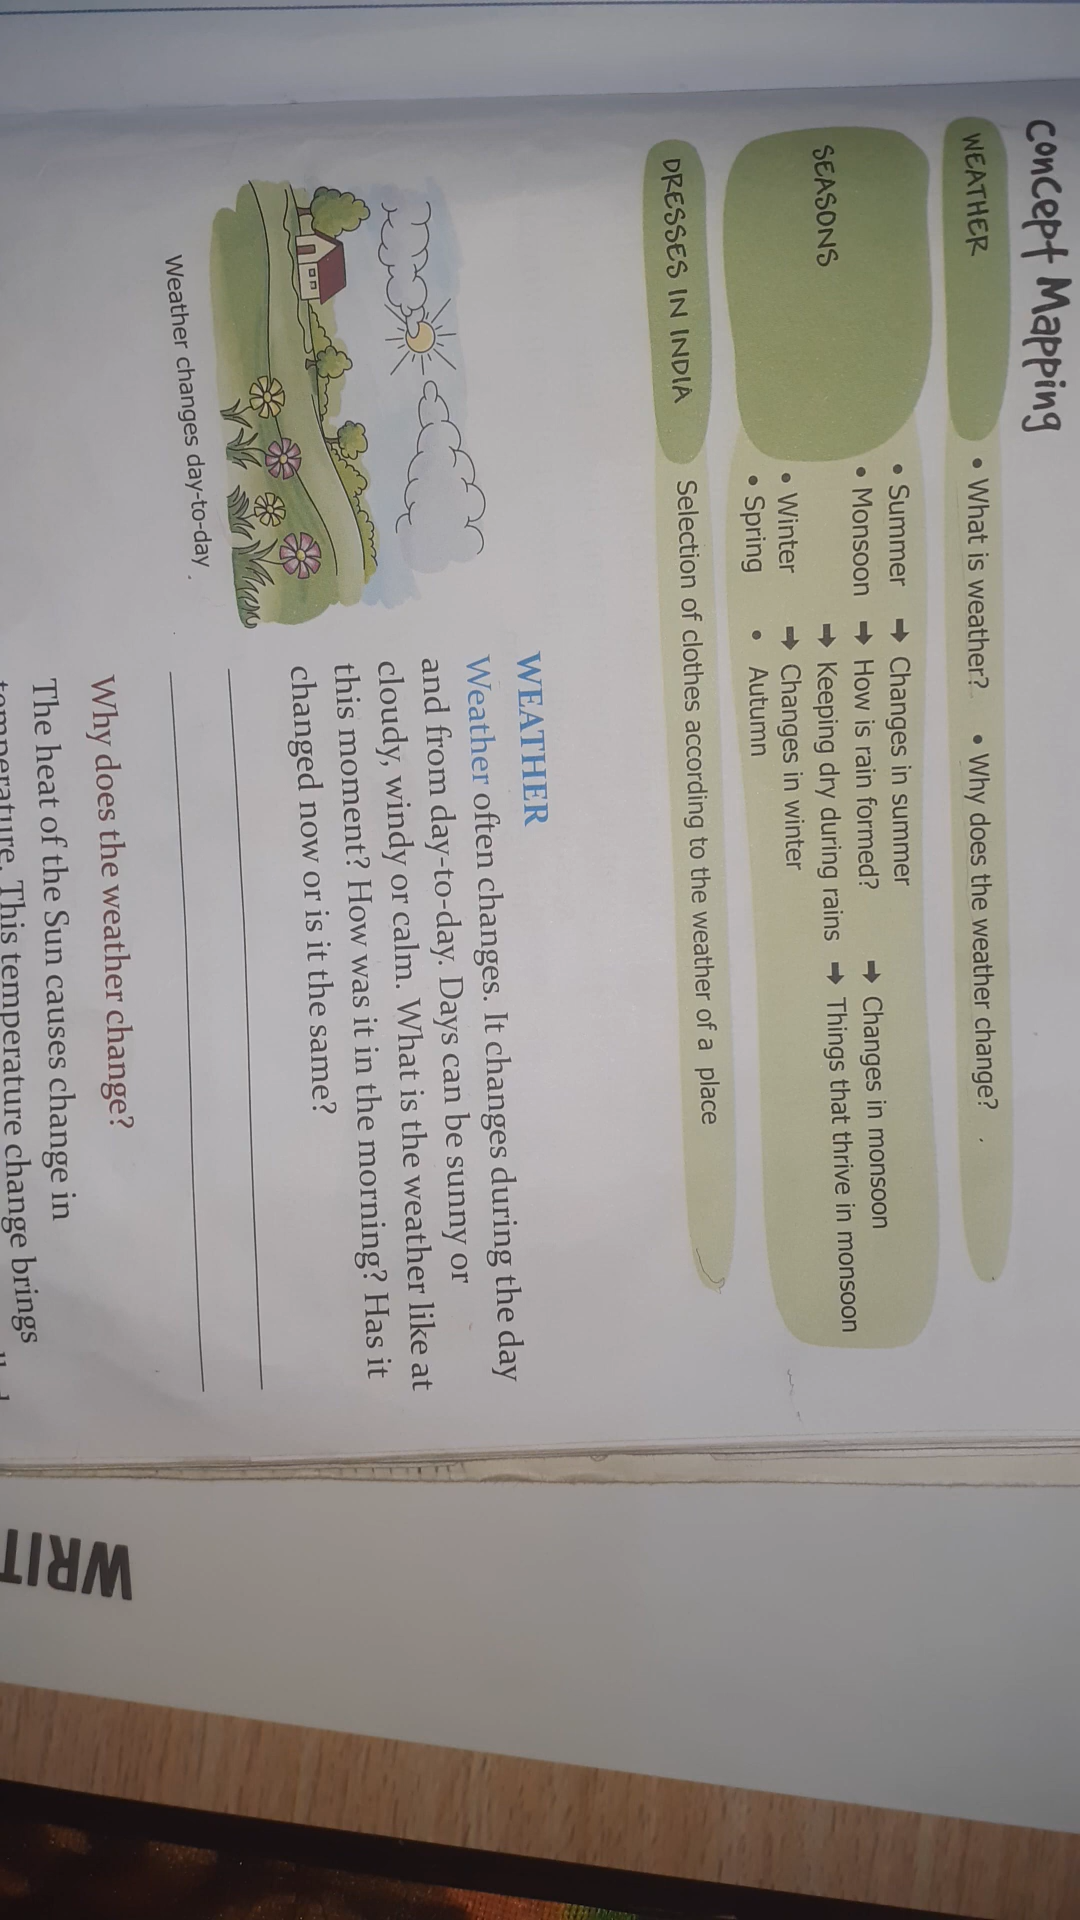 Concept Mapping
WEATHER
• What is weather? • Why does the weather change?
SEASONS
• Summer ➡ Changes in summer
• Monsoon ➡ How is rain formed? ➡ Changes in monsoon
➡ Keeping dry during rains ➡ Things that thrive in monsoon
• Winter ➡ Changes in winter
• Spring • Autumn
DRESSES IN INDIA
Selection of clothes according to the weather of a place
WEATHER
Weather often changes. It changes during the day
and from day-to-day. Days can be sunny or
cloudy, windy or calm. What is the weather like at
this moment? How was it in the morning? Has it
changed now or is it the same?
Weather changes day-to-day
Why does the weather change?
The heat of the Sun causes change in
temperature. This temperature change brings
WRIT